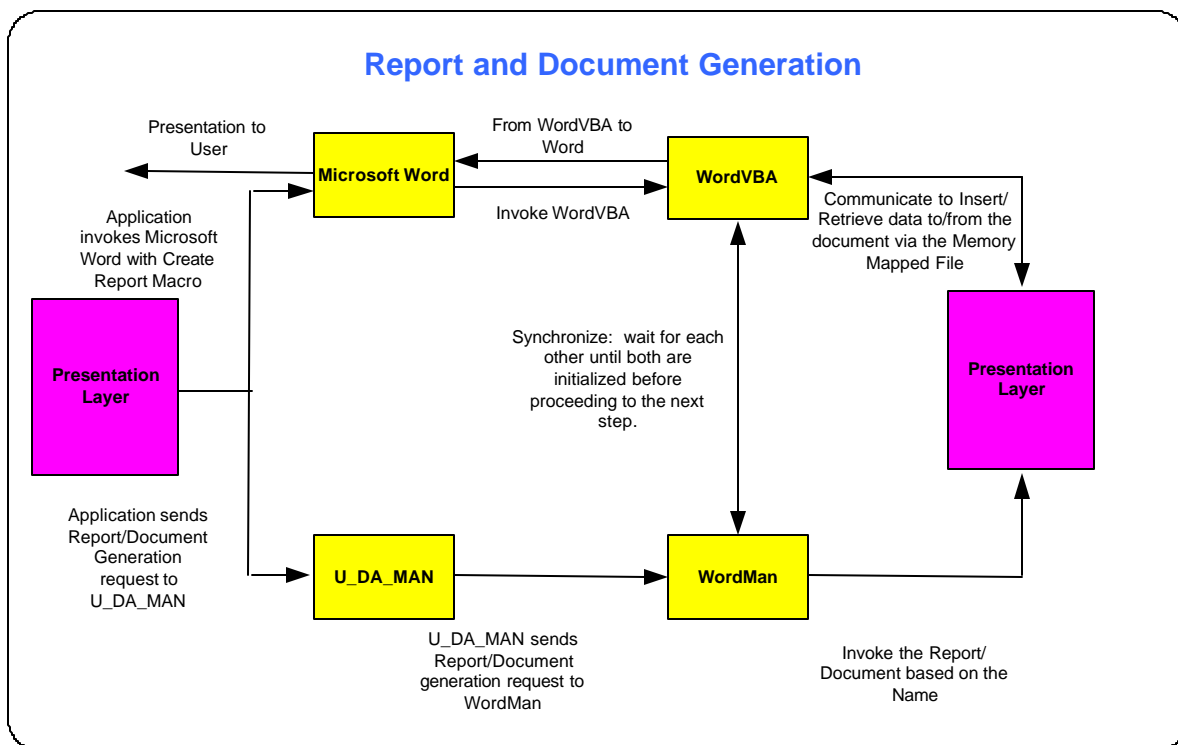 Report and Document Generation
Presentation to
User
From WordVBA to
Word
Microsoft Word
WordVBA
Invoke WordVBA
Communicate to Insert/
Retrieve data to/from the
document via the Memory
Mapped File
Application
invokes Microsoft
Word with Create
Report Macro
Presentation
Layer
Synchronize: wait for each
other until both are
initialized before
proceeding to the next
step.
Presentation
Layer
Application sends
Report/Document
Generation
request to
U_DA_MAN
U_DA_MAN
WordMan
U_DA_MAN sends
Report/Document
generation request to
WordMan
Invoke the Report/
Document based on the
Name